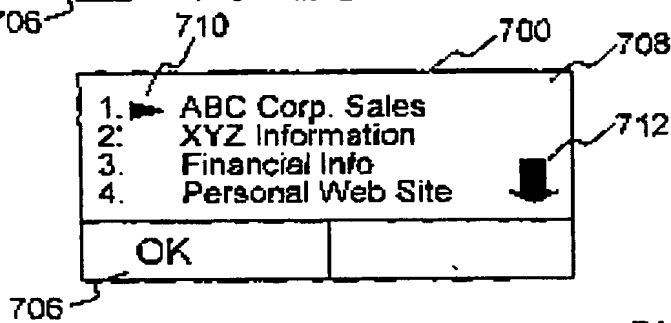 706
710
700
708
1. ABC Corp. Sales
2: XYZ Information
712
3. Financial Info
4. Personal Web Site
OK
706